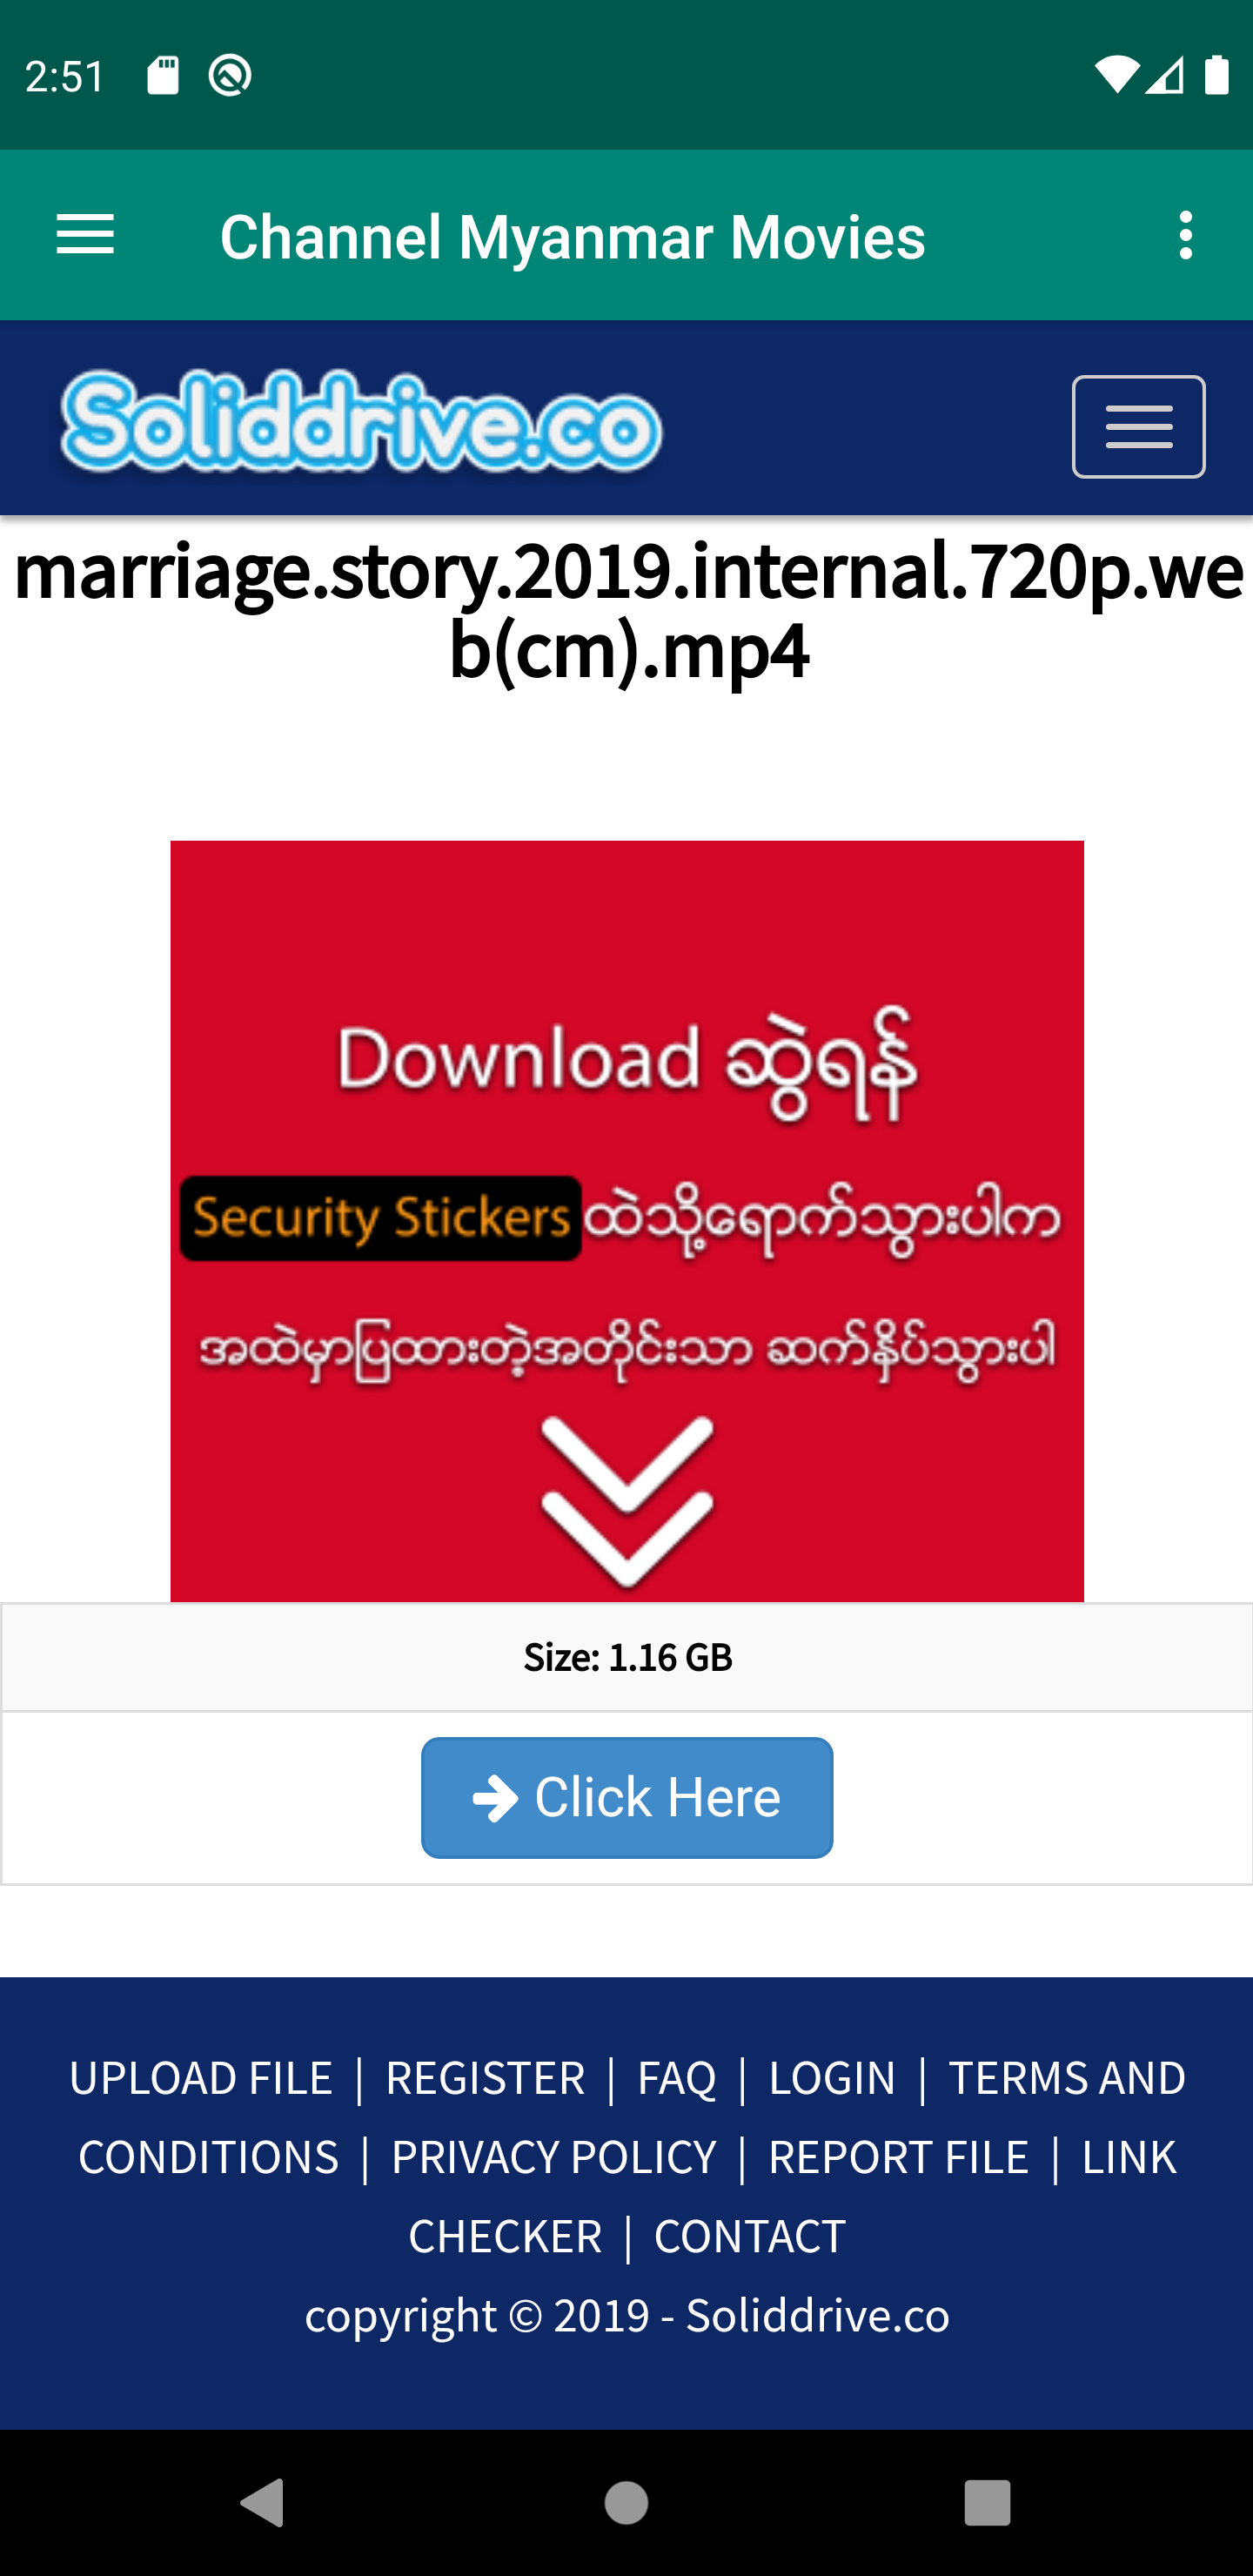 2:51
Channel Myanmar Movies
Soliddrive.co
marriage.story.2019.internal.720p.we
b(cm).mp4
Download ဆွဲရန်
Security Stickers ထဲသို့ရောက်သွားပါက
အထဲမှာပြထားတဲ့အတိုင်းသာ ဆက်နှိပ်သွားပါ
Size: 1.16 GB
Click Here
UPLOAD FILE | REGISTER | FAQ | LOGIN | TERMS AND
CONDITIONS | PRIVACY POLICY | REPORT FILE | LINK
CHECKER | CONTACT
copyright © 2019 - Soliddrive.co